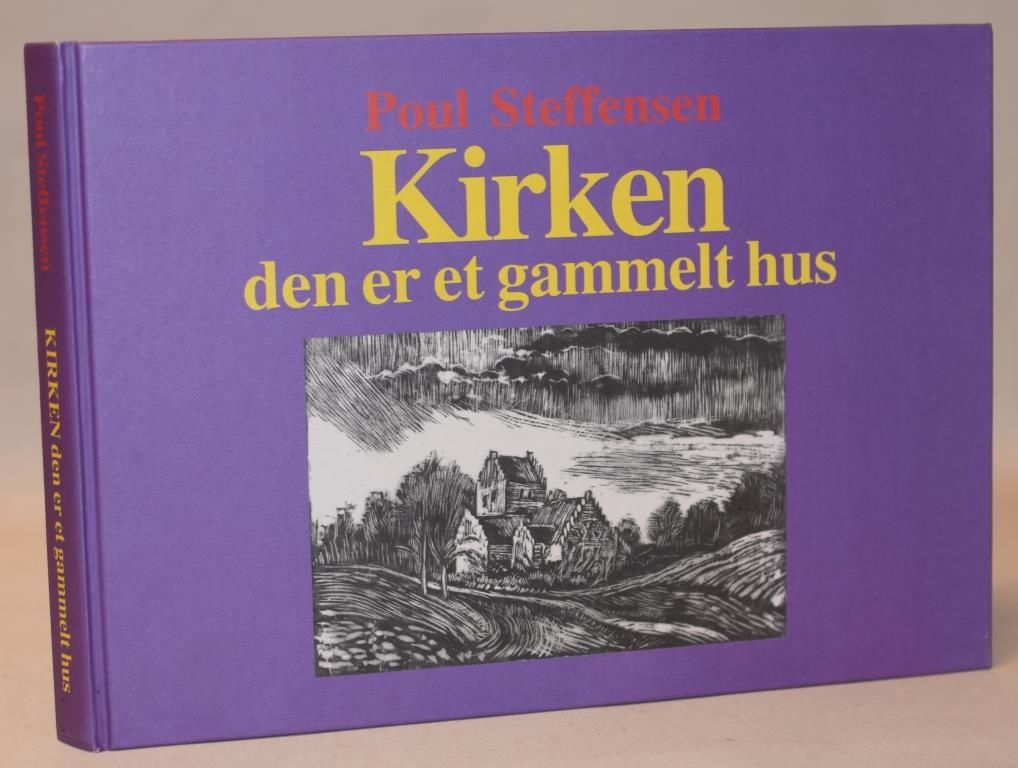 Poul Steffensen
Kirken
den er et gammelt hus
Poul Steffensen
KIRKEN den er et gammelt hus